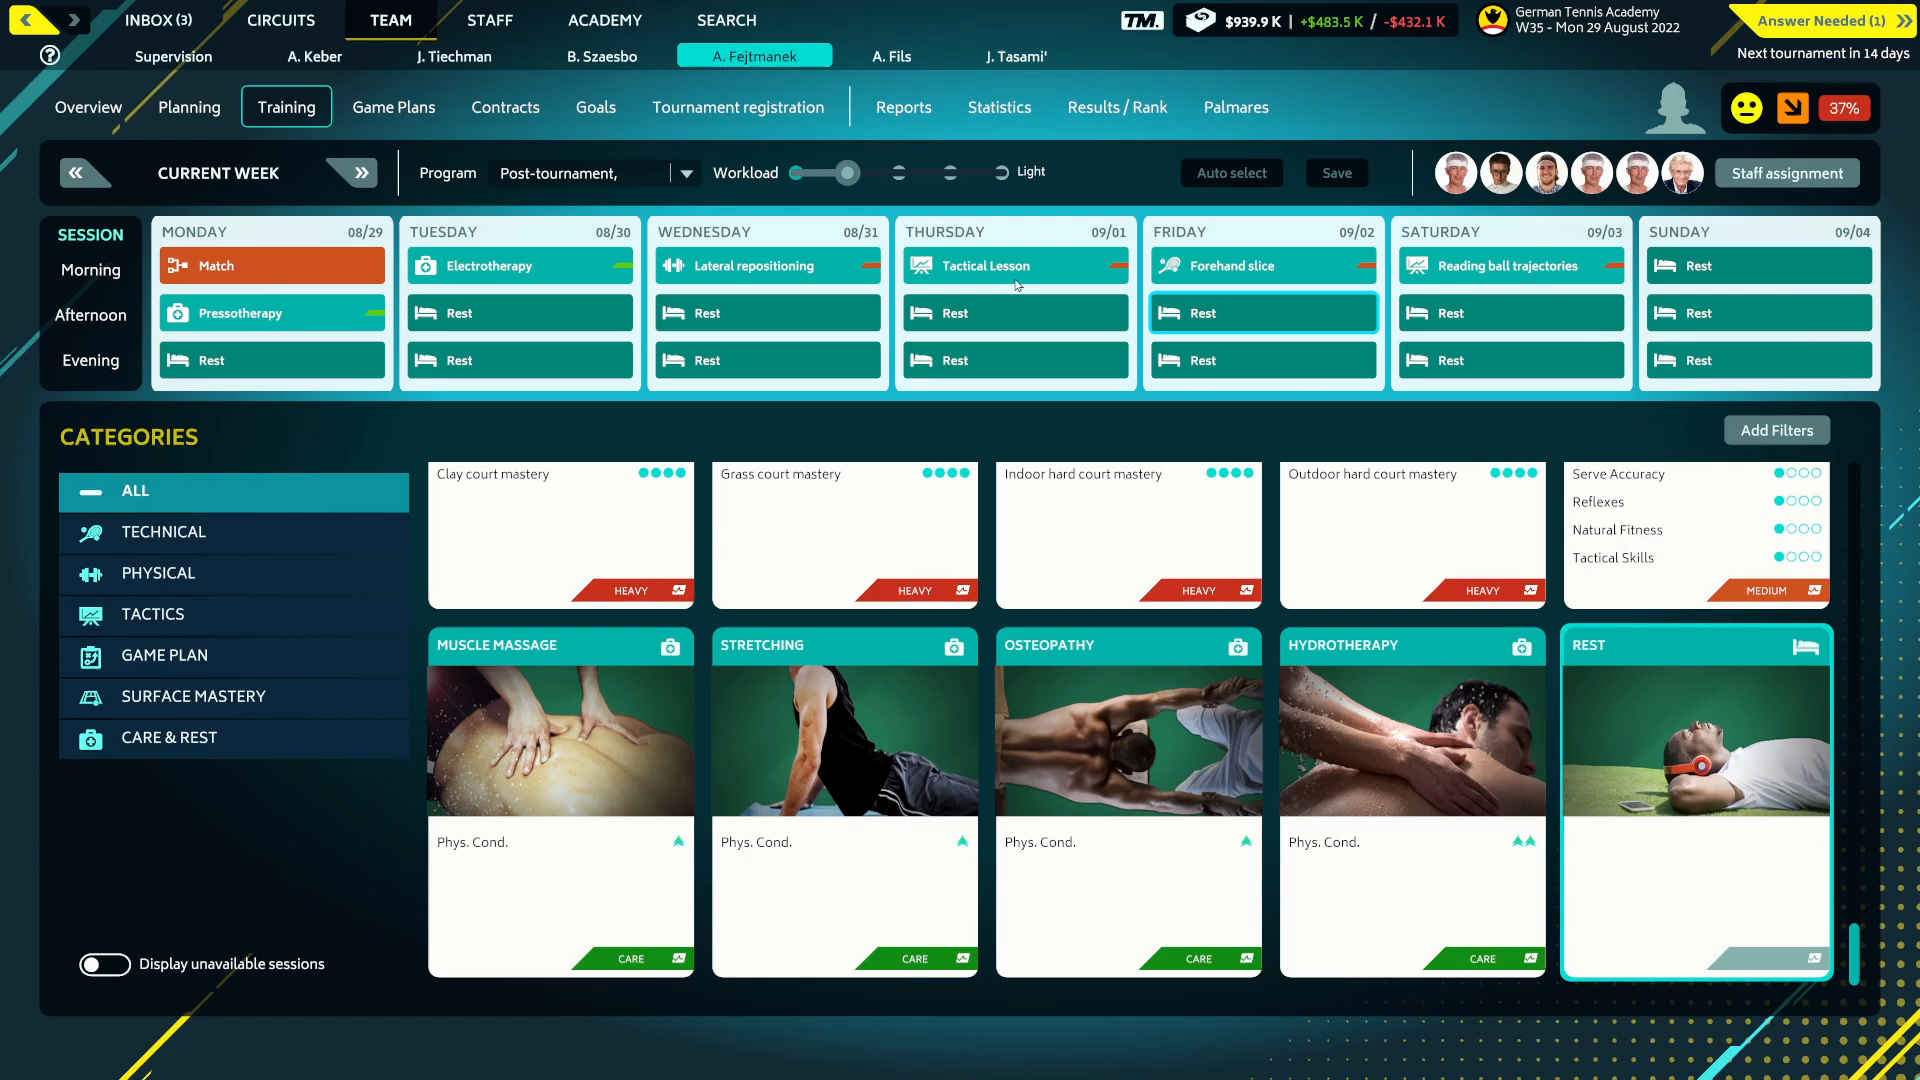 INBOX (3)
CIRCUITS
TEAM
STAFF
ACADEMY
SEARCH
TM.
$939.9 K | +$483.5 K / -$432.1 K
German Tennis Academy
W35 - Mon 29 August 2022
Answer Needed (1)
Next tournament in 14 days
Supervision
A. Keber
J. Tiechman
B. Szaesbo
A. Fejtmanek
A. Fils
J. Tasami'
Overview
Planning
Training
Game Plans
Contracts
Goals
Tournament registration
Reports
Statistics
Results / Rank
Palmares
37%
CURRENT WEEK
Program
Post-tournament,
Workload
Light
Auto select
Save
Staff assignment
SESSION
Morning
Afternoon
Evening
MONDAY 08/29
Match
Pressotherapy
Rest
TUESDAY 08/30
Electrotherapy
Rest
Rest
WEDNESDAY 08/31
Lateral repositioning
Rest
Rest
THURSDAY 09/01
Tactical Lesson
Rest
Rest
FRIDAY 09/02
Forehand slice
Rest
Rest
SATURDAY 09/03
Reading ball trajectories
Rest
Rest
SUNDAY 09/04
Rest
Rest
Rest
CATEGORIES
Add Filters
ALL
TECHNICAL
PHYSICAL
TACTICS
GAME PLAN
SURFACE MASTERY
CARE & REST
Display unavailable sessions
Clay court mastery
HEAVY
Grass court mastery
HEAVY
Indoor hard court mastery
HEAVY
Outdoor hard court mastery
HEAVY
Serve Accuracy
Reflexes
Natural Fitness
Tactical Skills
MEDIUM
MUSCLE MASSAGE
Phys. Cond.
CARE
STRETCHING
Phys. Cond.
CARE
OSTEOPATHY
Phys. Cond.
CARE
HYDROTHERAPY
Phys. Cond.
CARE
REST